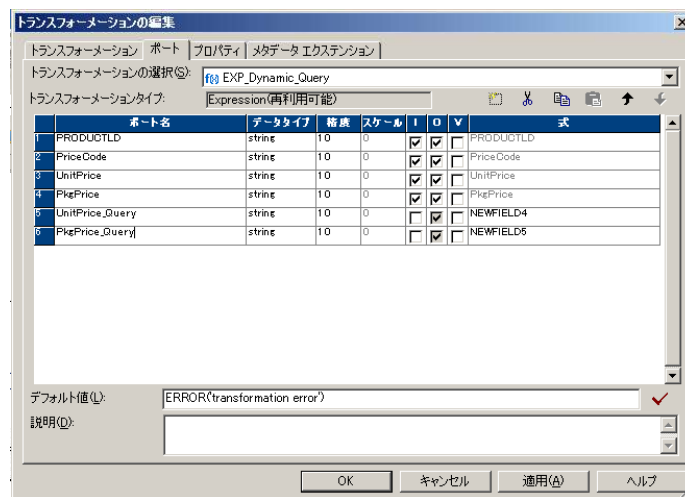 トランスフォーメーションの編集
トランスフォーメーション ポート プロパティ メタデータ エクステンション
トランスフォーメーションの選択(S): f(x) EXP_Dynamic_Query
トランスフォーメーションタイプ: Expression(再利用可能)
ポート名 データタイプ 精度 スケール I O V 式
1 PRODUCTLD string 10 0 PRODUCTLD
2 PriceCode string 10 0 PriceCode
3 UnitPrice string 10 0 UnitPrice
4 PkgPrice string 10 0 PkgPrice
5 UnitPrice_Query string 10 0 NEWFIELD4
6 PkgPrice_Query string 10 0 NEWFIELD5
デフォルト値(L): ERROR('transformation error')
説明(D):
OK キャンセル 適用(A) ヘルプ